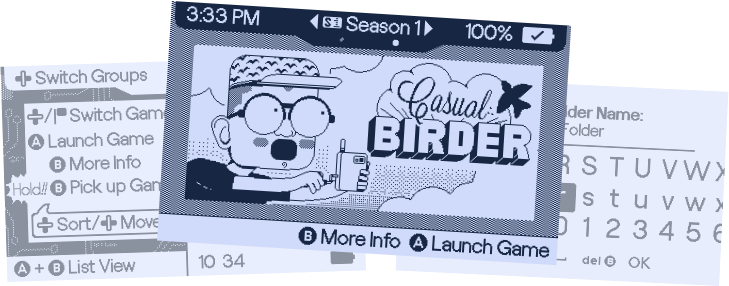 3:33 PM
S1 Season 1
100%
Casual
BIRDER
B More Info A Launch Game
Switch Groups
Switch Gam
A Launch Game
B More Info
Hold!! B Pick up Gam
Sort/ Move
A + B List View
10 34
lder Name:
Folder
R S T U V W X
s t u v w x
0 1 2 3 4 5 6
del B OK